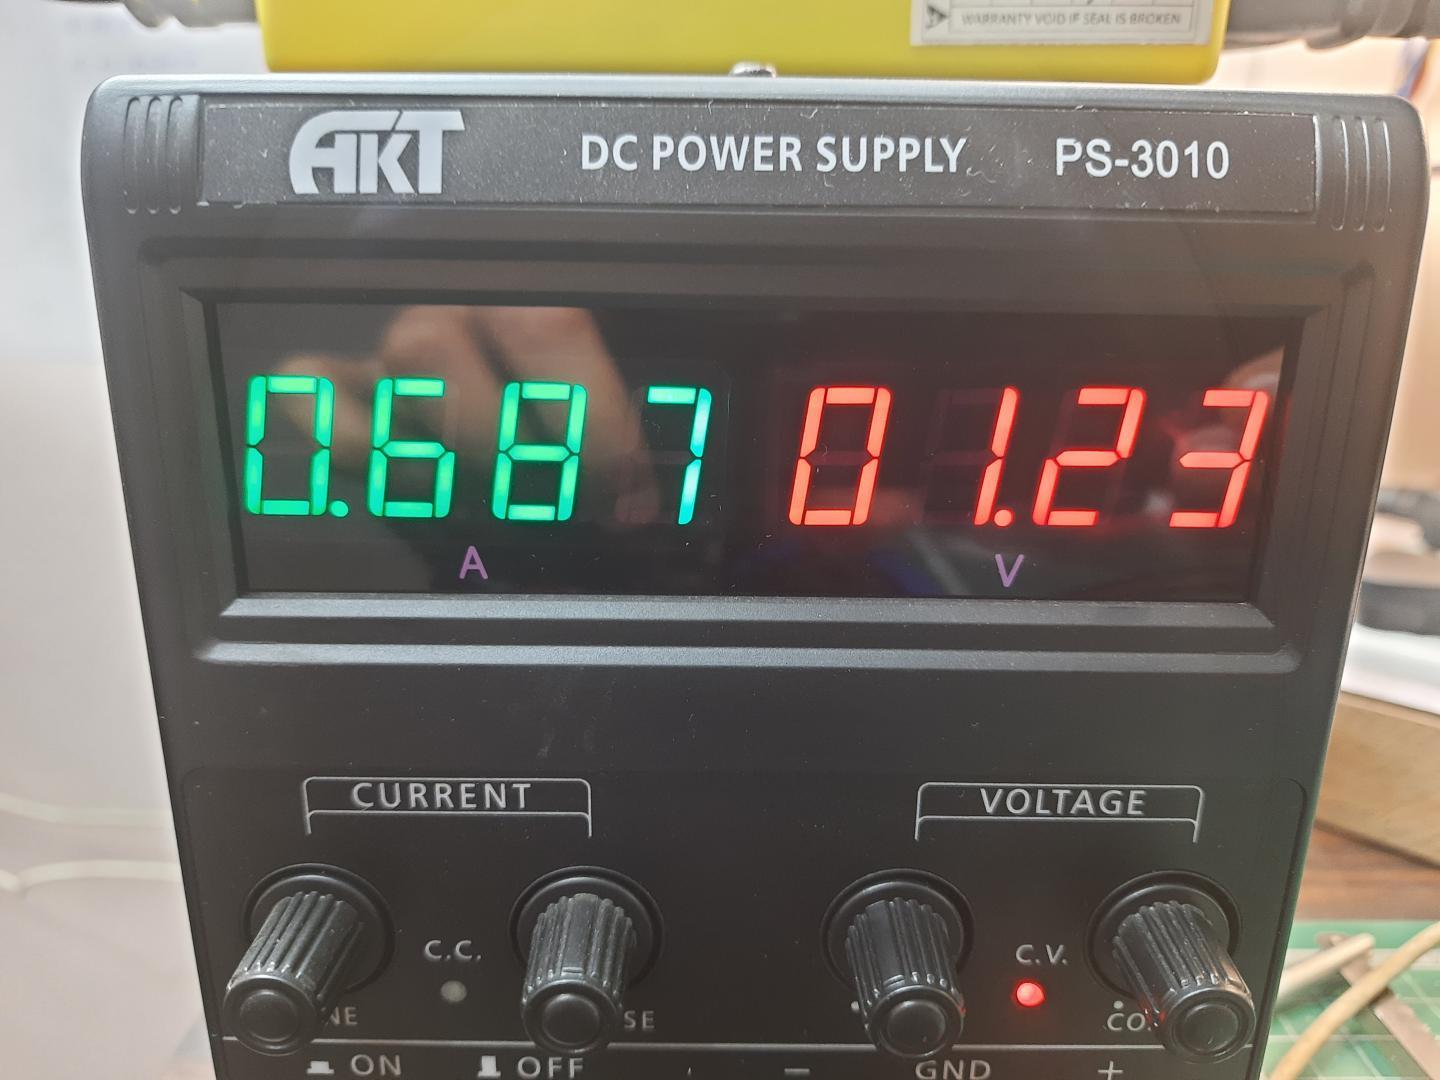 WARRANTY VOID IF SEAL IS BROKEN
AKT DC POWER SUPPLY PS-3010
0.687 01.23
A V
CURRENT VOLTAGE
C.C. C.V.
ON OFF - GND +